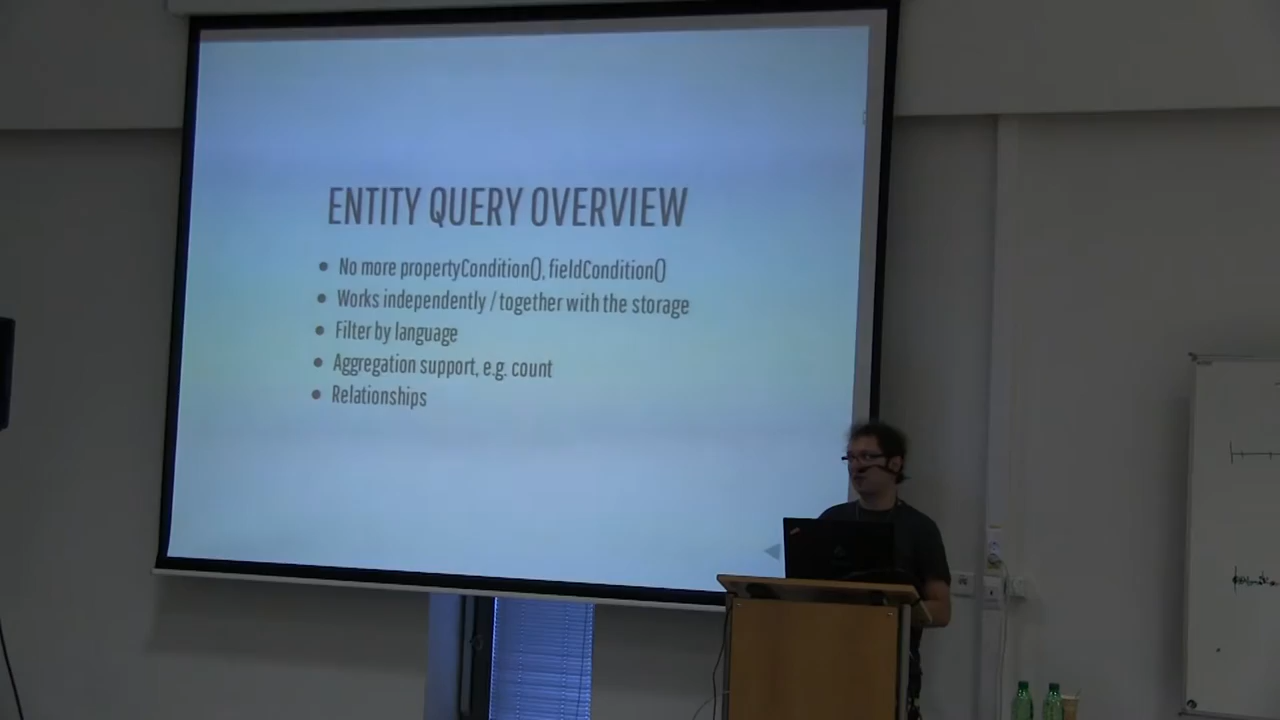 ENTITY QUERY OVERVIEW
No more propertyCondition(), fieldCondition()
Works independently / together with the storage
Filter by language
Aggregation support, e.g. count
Relationships